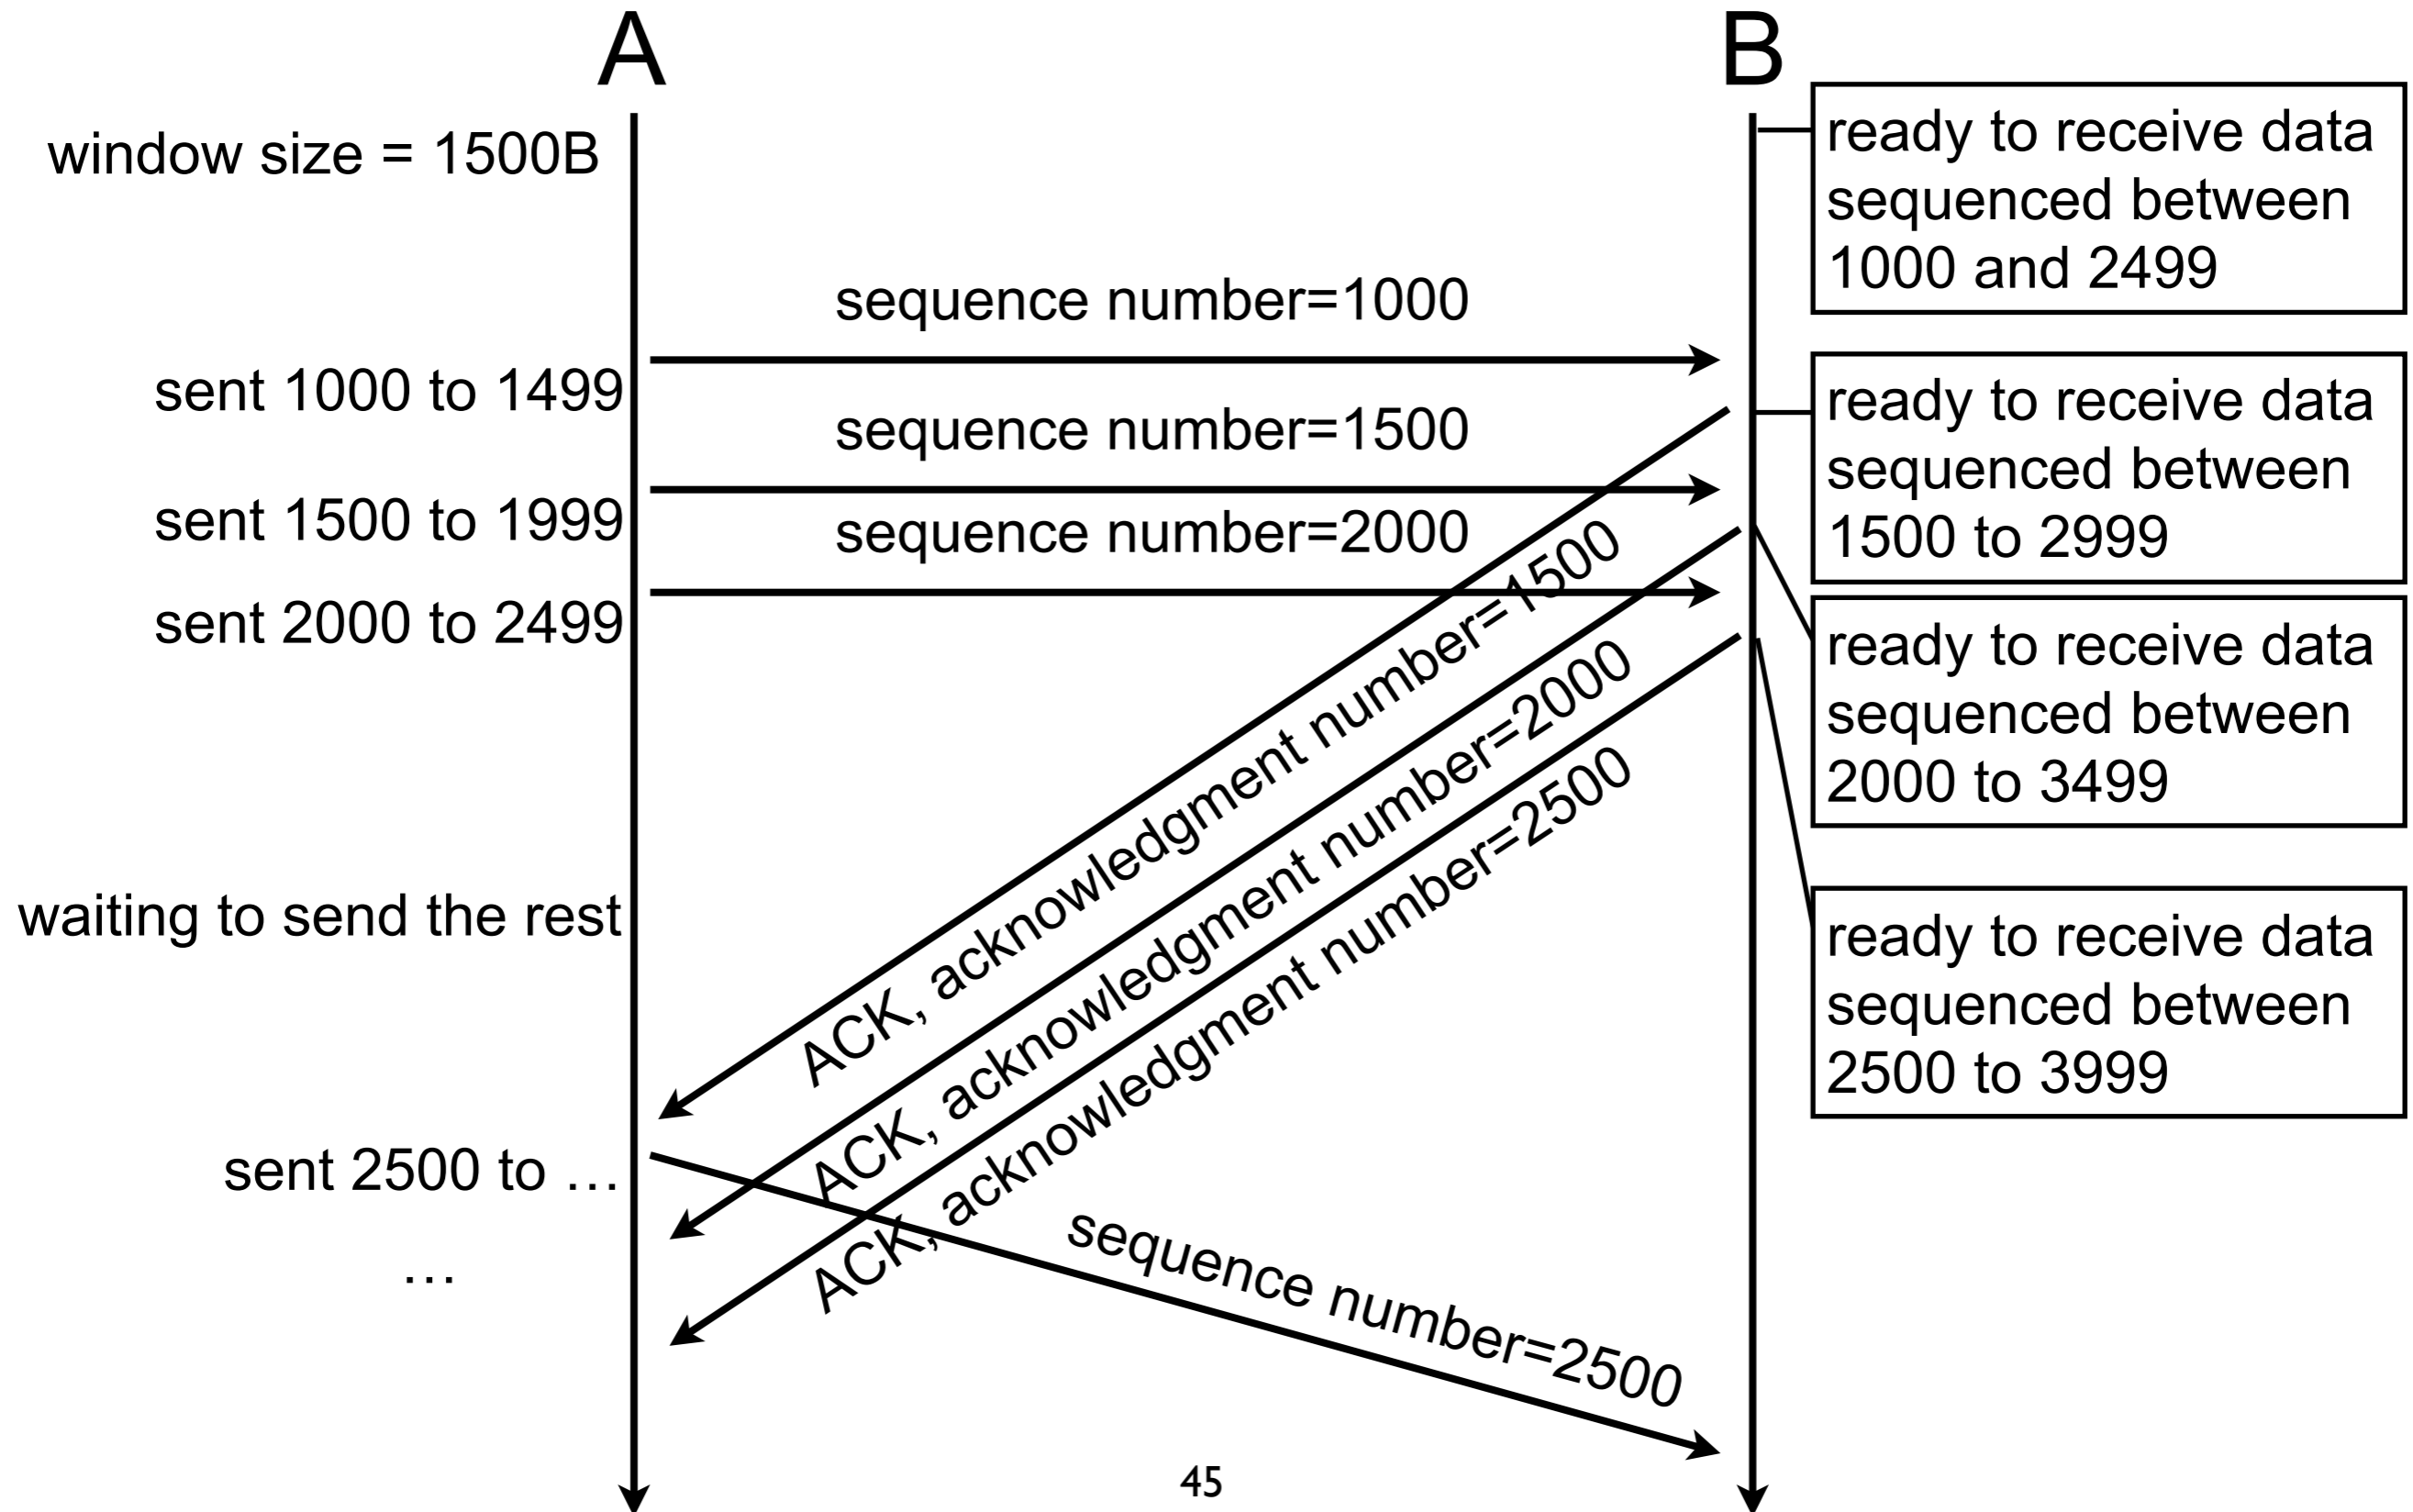 A
B
window size = 1500B
ready to receive data
sequenced between
1000 and 2499
sequence number=1000
sent 1000 to 1499
ready to receive data
sequenced between
1500 to 2999
sequence number=1500
sent 1500 to 1999
sequence number=2000
sent 2000 to 2499
ready to receive data
sequenced between
2000 to 3499
ACK, acknowledgment number=1500
ACK, acknowledgment number=2000
ACK, acknowledgment number=2500
waiting to send the rest
ready to receive data
sequenced between
2500 to 3999
sent 2500 to …
…
sequence number=2500
45